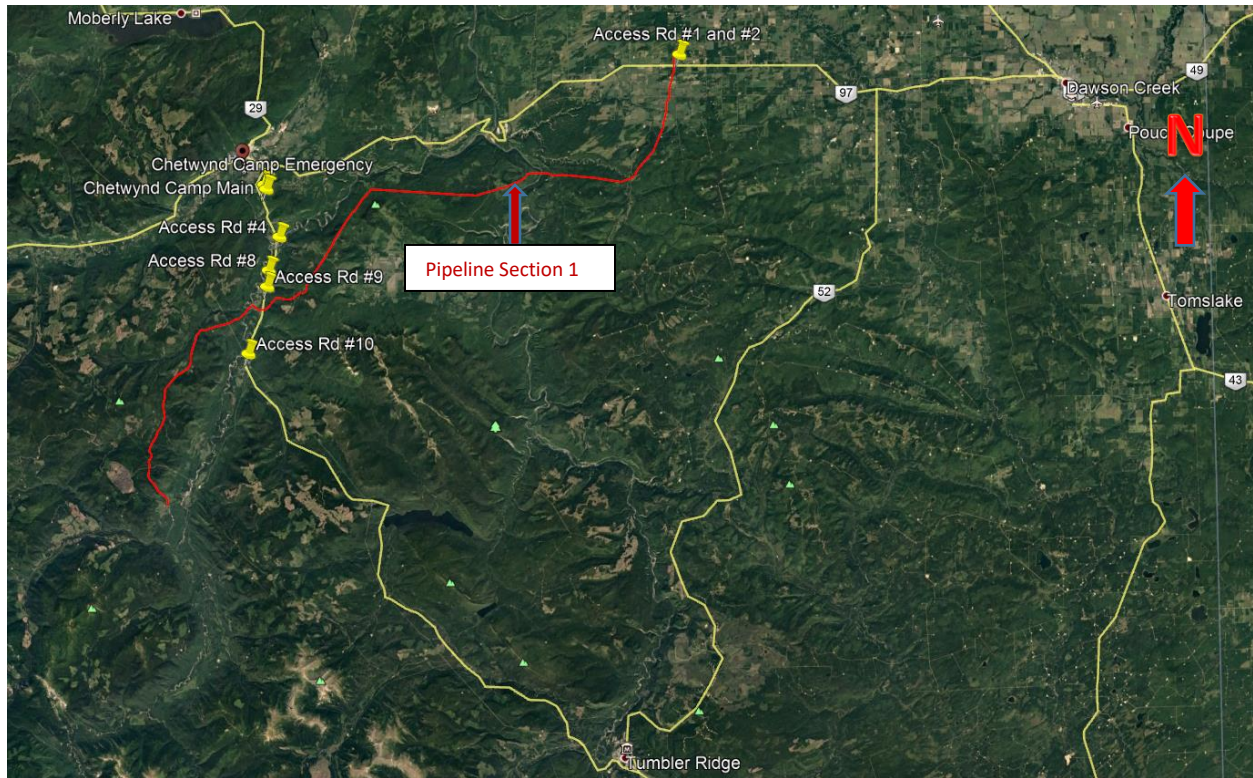 Moberly Lake
Access Rd #1 and #2
49
97
Dawson Creek
29
N
Chetwynd Camp Emergency
Chetwynd Camp Main
Access Rd #4
Access Rd #8
Access Rd #9
Pipeline Section 1
52
Tomslake
Access Rd #10
43
Tumbler Ridge